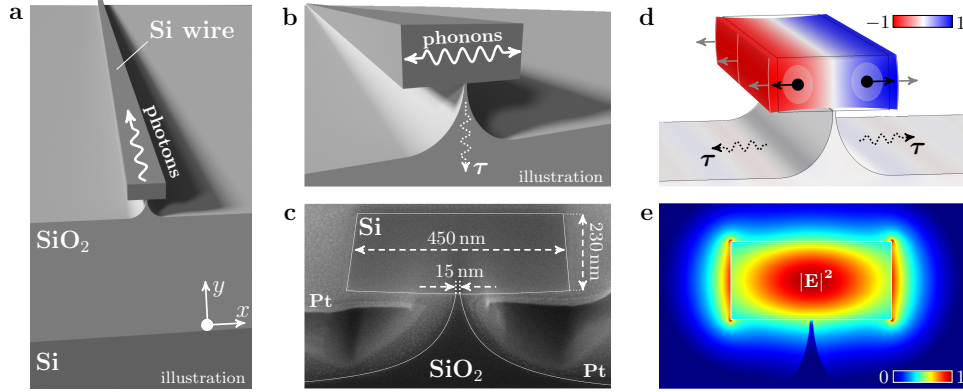 a
Si wire
photons
SiO2
y
x
Si
illustration
b
phonons
τ
illustration
c
Si
450 nm
230 nm
15 nm
Pt
Pt
SiO2
d
−1 1
τ
τ
e
|E|²
0 1